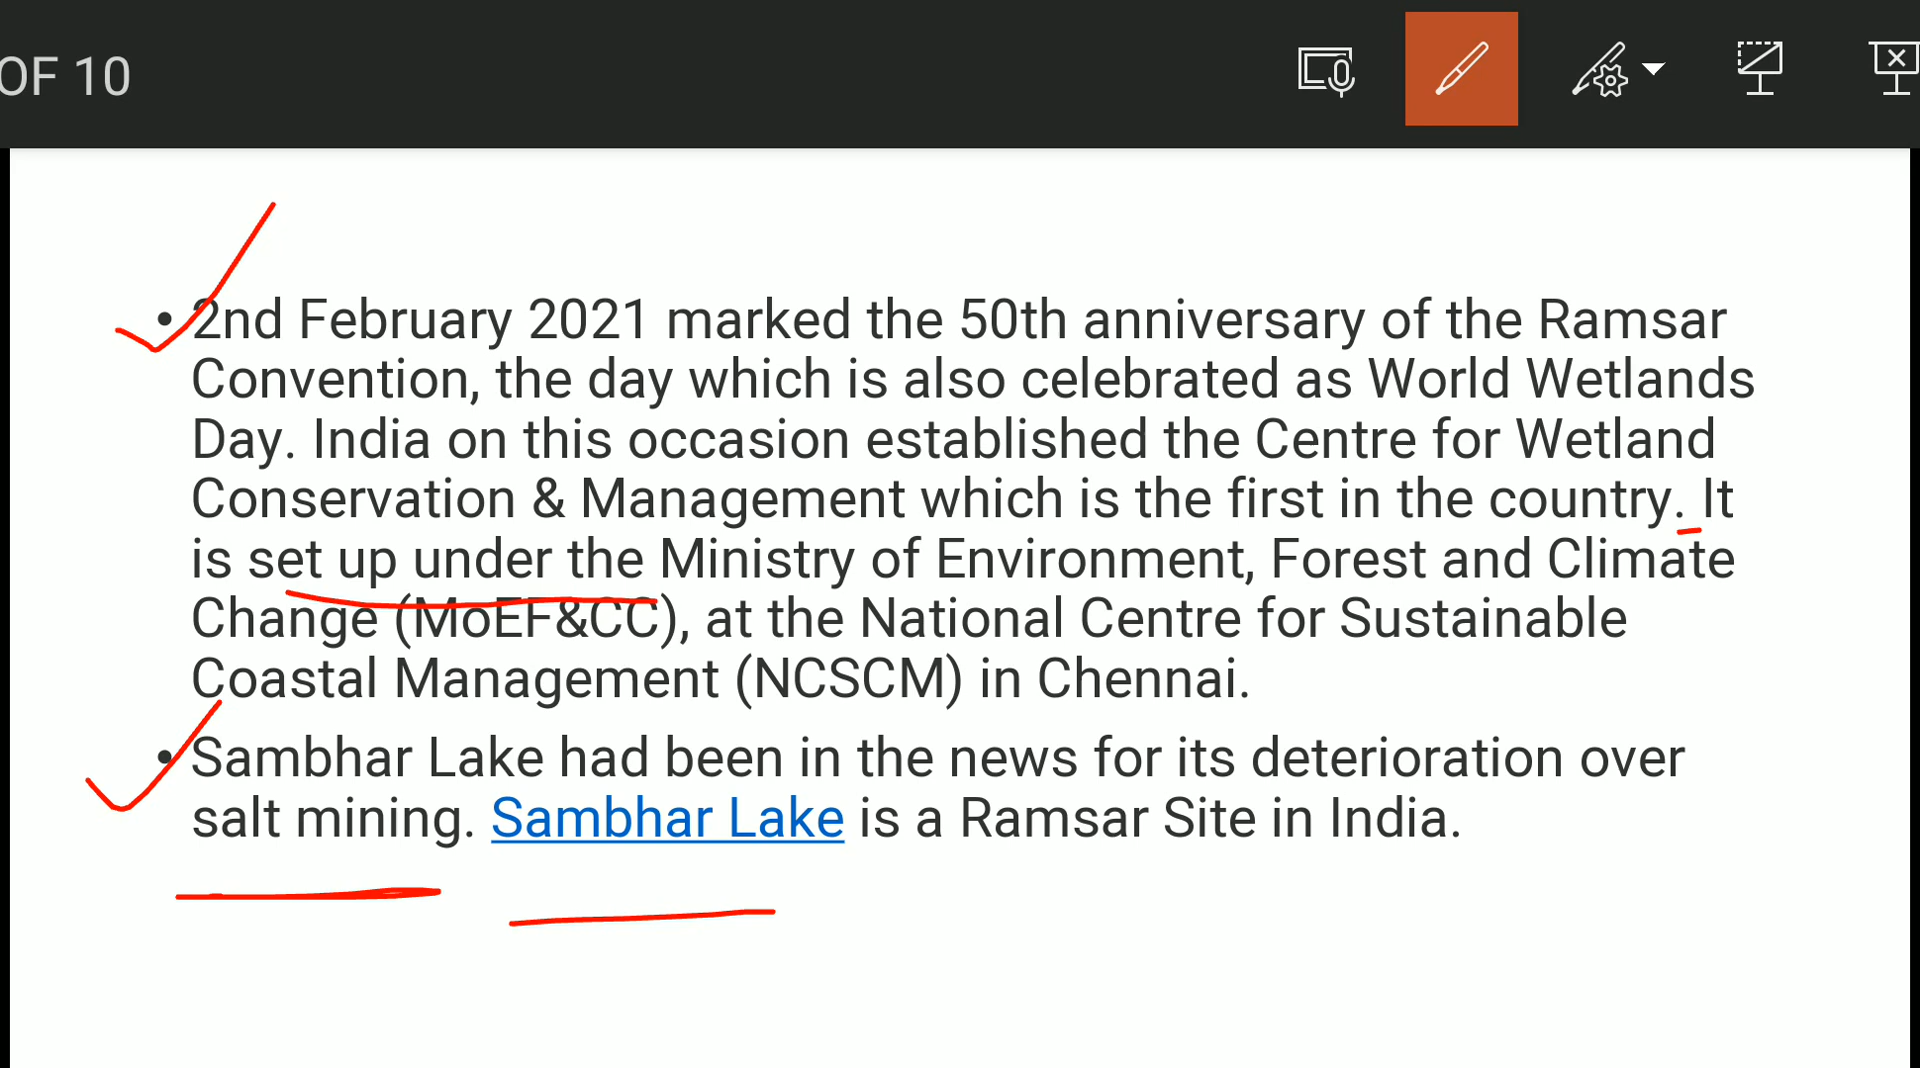 OF 10
• 2nd February 2021 marked the 50th anniversary of the Ramsar
Convention, the day which is also celebrated as World Wetlands
Day. India on this occasion established the Centre for Wetland
Conservation & Management which is the first in the country. It
is set up under the Ministry of Environment, Forest and Climate
Change (MoEF&CC), at the National Centre for Sustainable
Coastal Management (NCSCM) in Chennai.
• Sambhar Lake had been in the news for its deterioration over
salt mining. Sambhar Lake is a Ramsar Site in India.